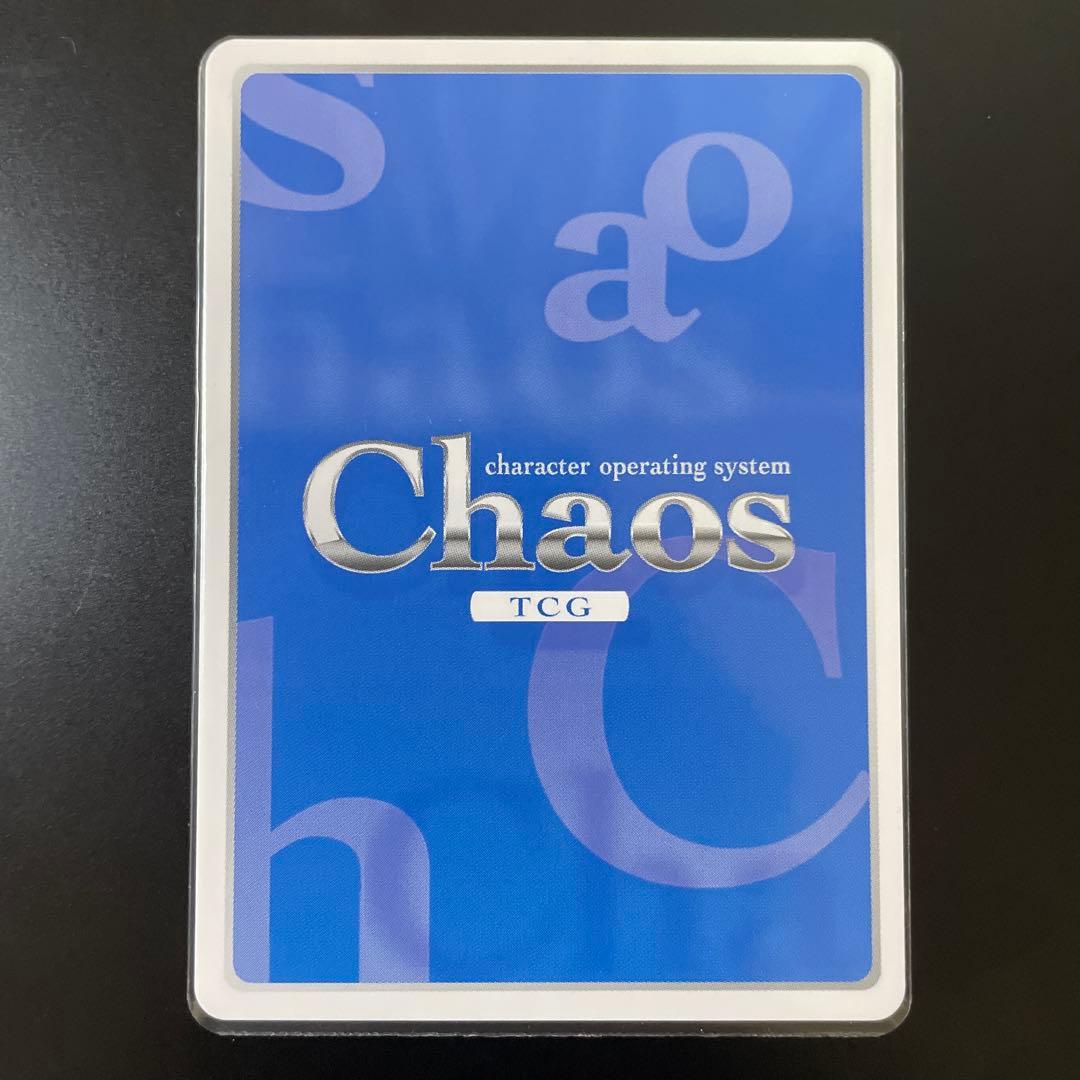 s
o
a
character operating system
Chaos
TCG
C
h